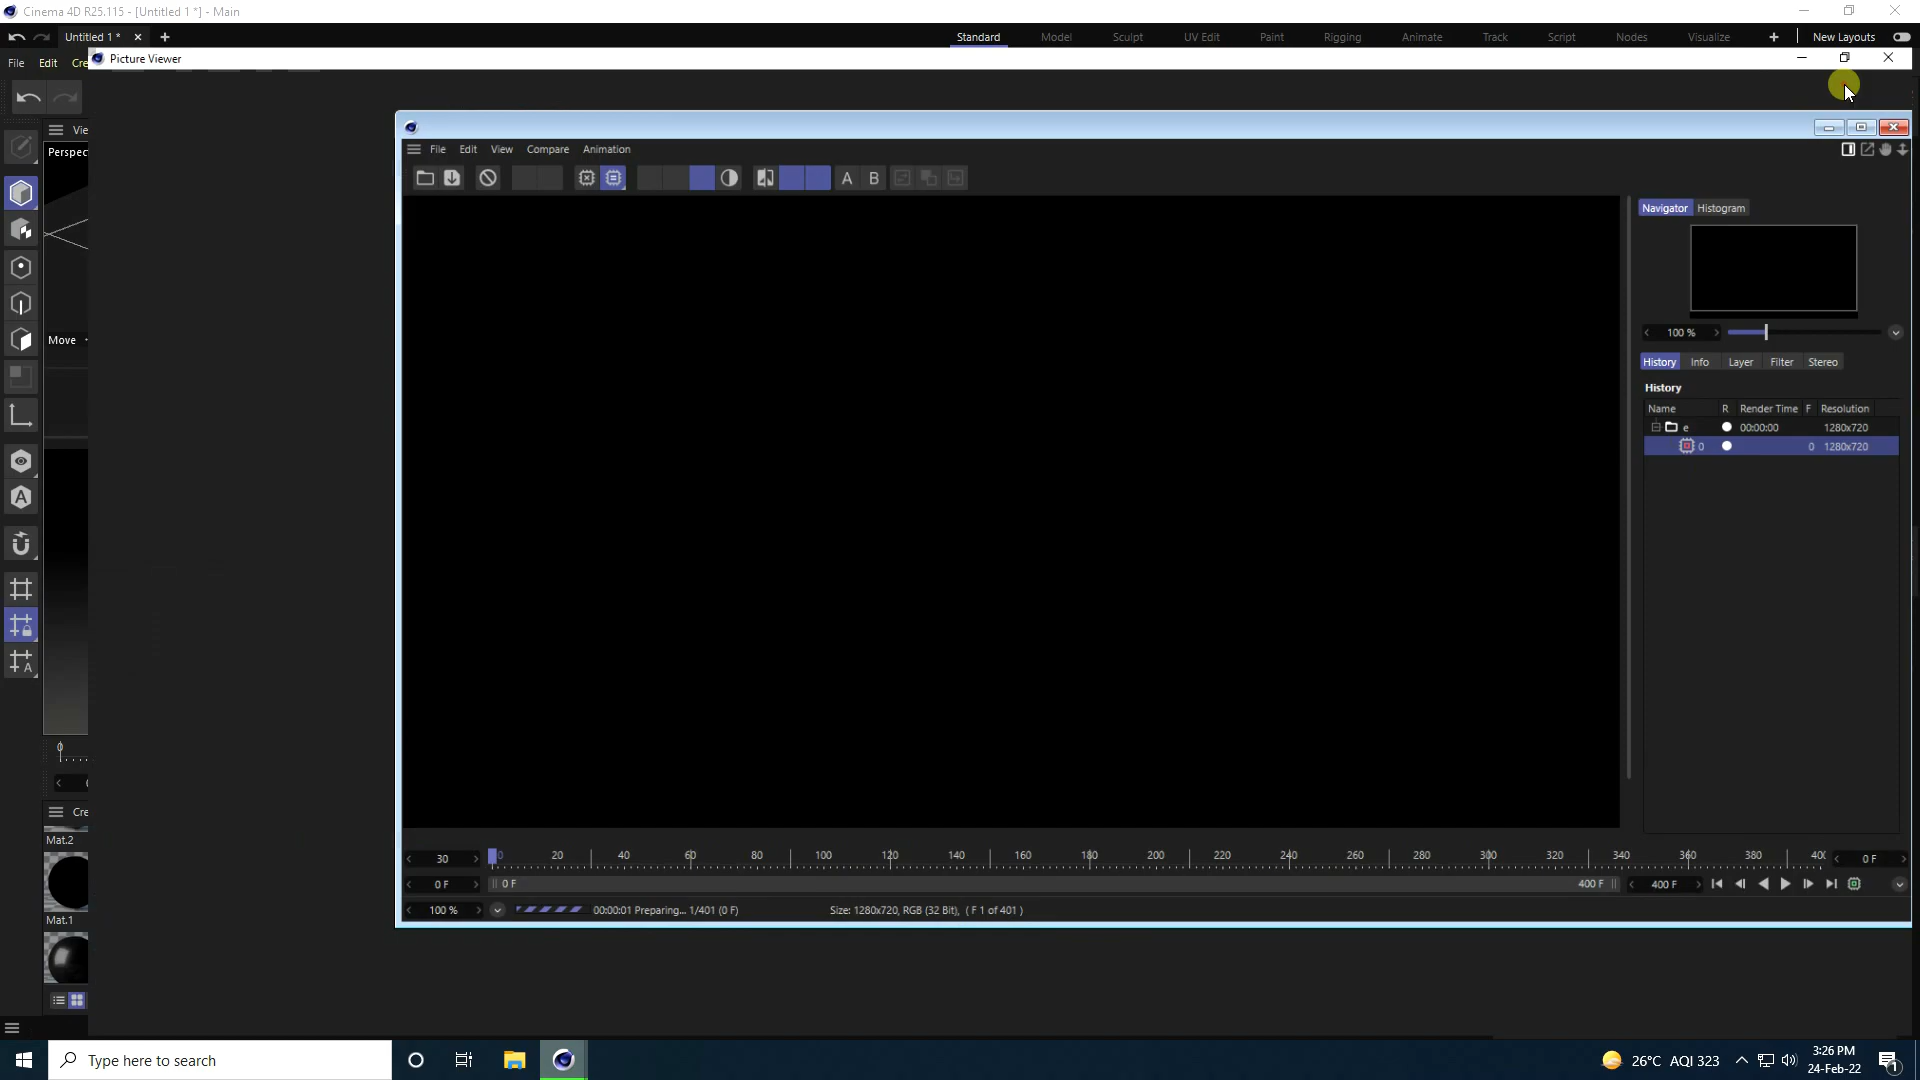 Cinema 4D R25.115 - [Untitled 1 *] - Main
Untitled 1 *
Standard Model Sculpt UV Edit Paint Rigging Animate Track Script Nodes Visualize New Layouts
File Edit Cre
Picture Viewer
Vie
Perspec
Move
0
Cre
Mat.2
Mat.1
File Edit View Compare Animation
A B
Navigator Histogram
100 %
History Info Layer Filter Stereo
History
Name R Render Time F Resolution
e 00:00:00 1280x720
0 0 1280x720
30 0 20 40 60 80 100 120 140 160 180 200 220 240 260 280 300 320 340 360 380 40 0 F
0 F 0 F 400 F 400 F
100 % 00:00:01 Preparing... 1/401 (0 F) Size: 1280x720, RGB (32 Bit), ( F 1 of 401 )
Type here to search
26°C AQI 323
3:26 PM
24-Feb-22
1